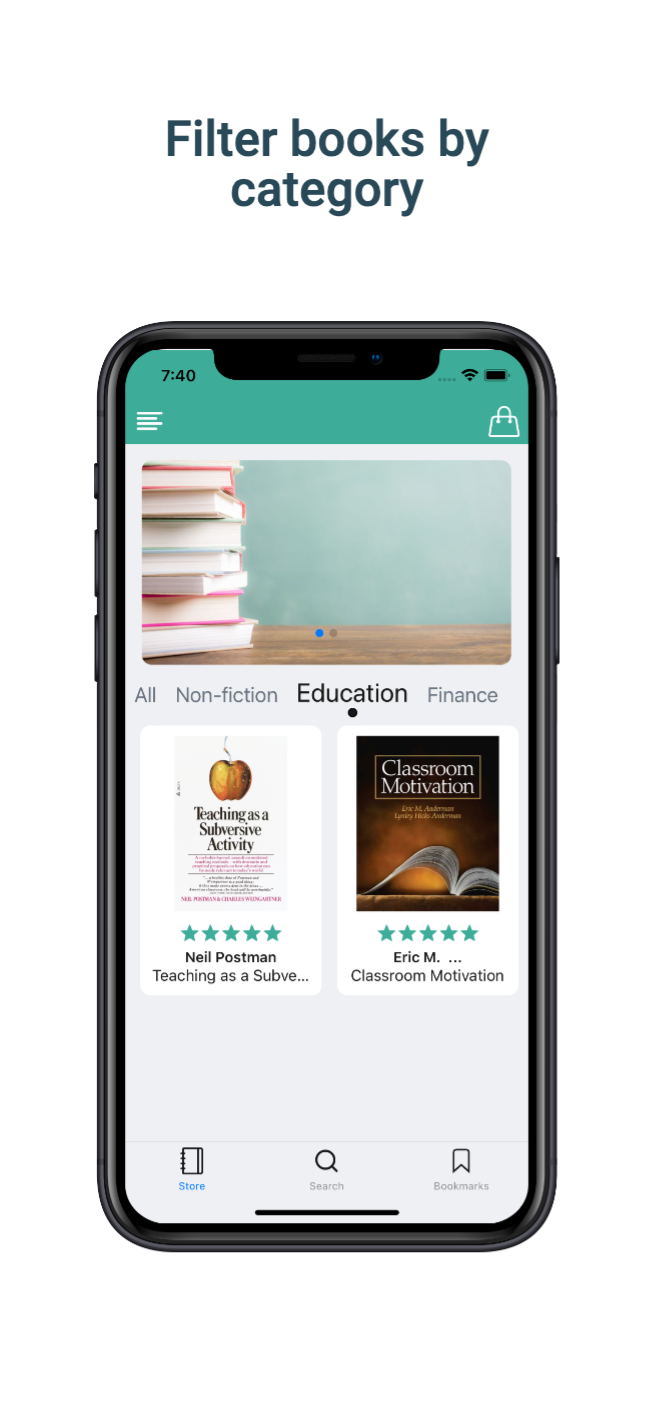 Filter books by
category
7:40
All Non-fiction Education Finance
Teaching as a
Subversive
Activity
NEIL POSTMAN & CHARLES WEINGARTNER
Classroom
Motivation
Eric M. Anderman
Lynley Hicks Anderman
Neil Postman
Teaching as a Subve...
Eric M. ...
Classroom Motivation
Store
Search
Bookmarks